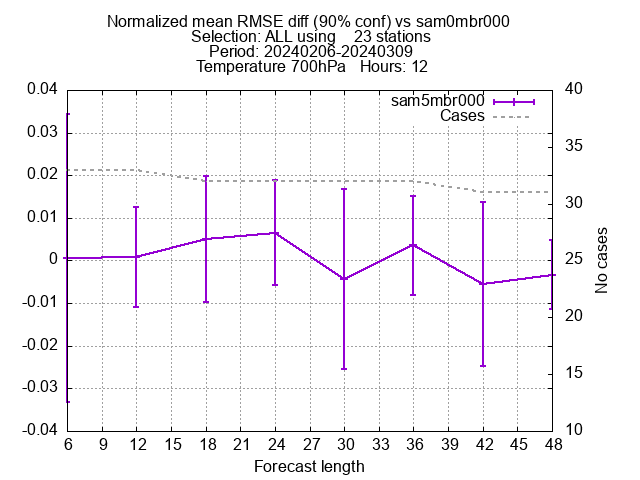 Normalized mean RMSE diff (90% conf) vs sam0mbr000
Selection: ALL using    23 stations
Period: 20240206-20240309
Temperature 700hPa   Hours: 12
sam5mbr000
Cases
0.04
0.03
0.02
0.01
0
-0.01
-0.02
-0.03
-0.04
40
35
30
25
20
15
10
No cases
6 9 12 15 18 21 24 27 30 33 36 39 42 45 48
Forecast length